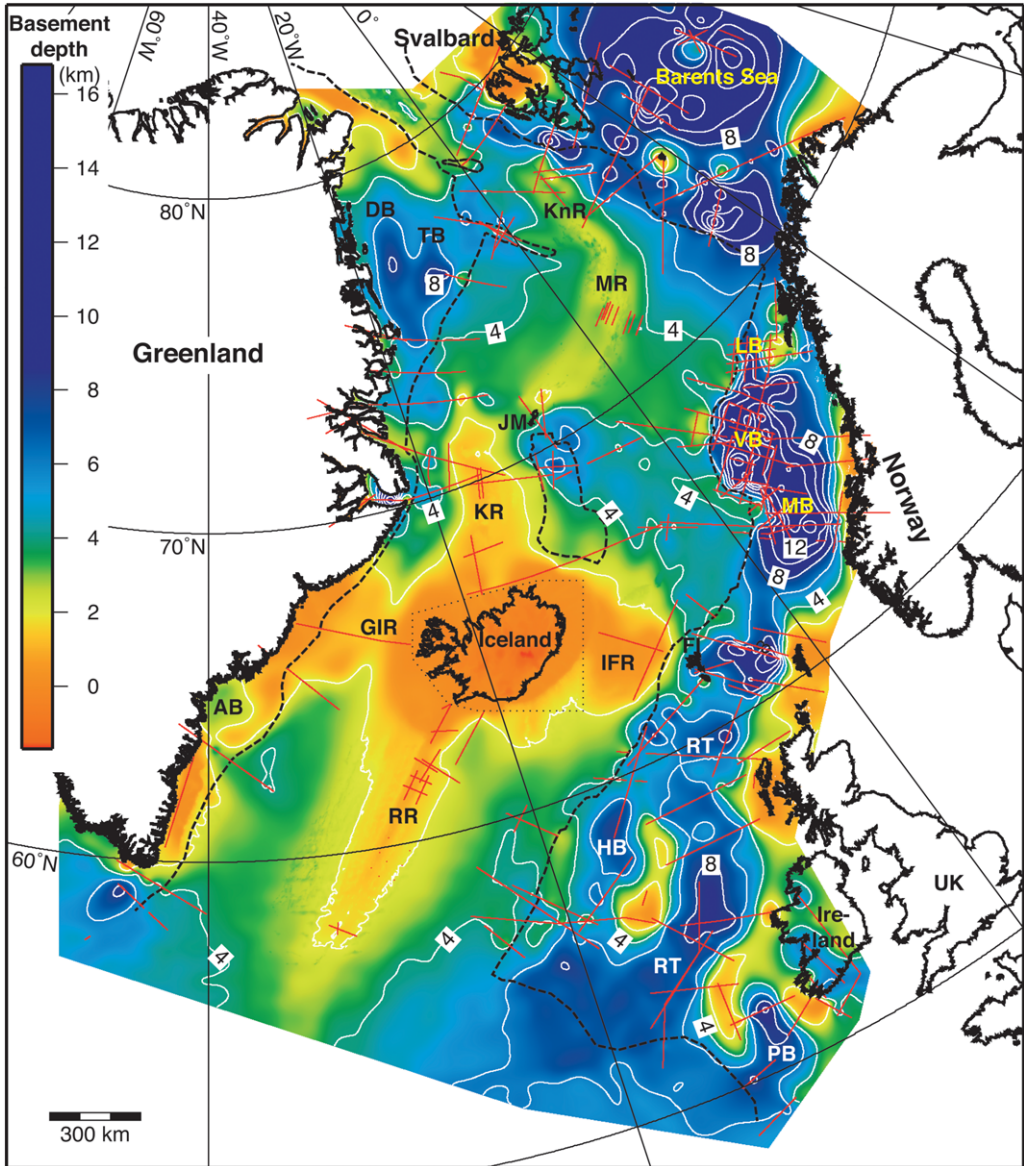 Basement
depth
(km)
16
14
12
10
8
6
4
2
0
60°W
40°W
20°W
0°
Svalbard
Barents Sea
8
80°N
DB
TB
KnR
8
8
MR
4
4
Greenland
LB
JM
VB
8
4
KR
4
4
MB
Norway
12
70°N
8
4
GIR
Iceland
IFR
FI
AB
RT
RR
HB
8
60°N
UK
Ire-
land
4
4
4
RT
4
PB
300 km